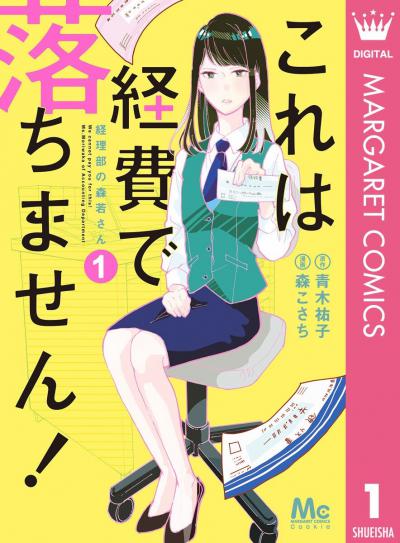 これは
経費で
落ちません!
経理部の森若さん
We cannot pay you for this!
Ms.Moriwaka of Accounting Department
1
原作 青木祐子
漫画 森こさち
Mc
MARGARET COMICS
Cookie
DIGITAL
MARGARET COMICS
1
SHUEISHA